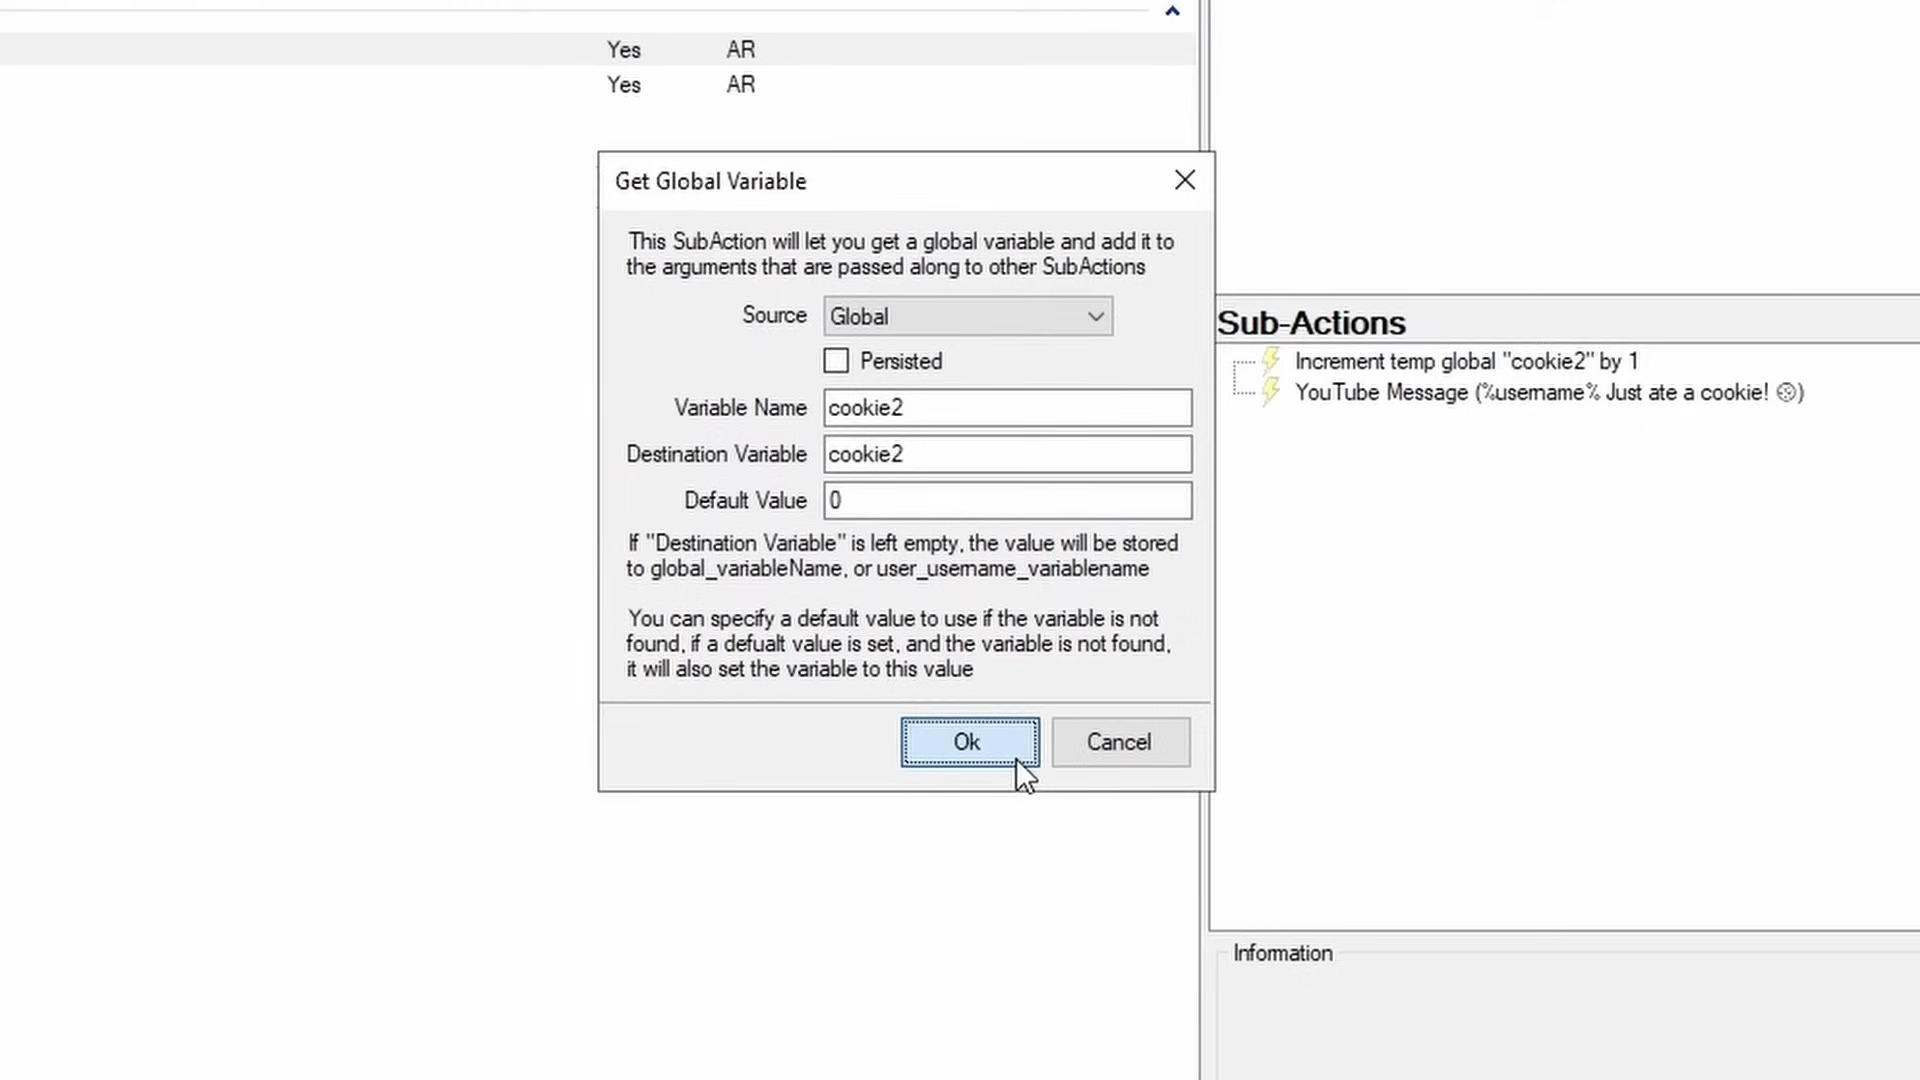 Yes AR
Yes AR
Get Global Variable
This SubAction will let you get a global variable and add it to
the arguments that are passed along to other SubActions
Source Global
Persisted
Variable Name cookie2
Destination Variable cookie2
Default Value 0
If "Destination Variable" is left empty, the value will be stored
to global_variableName, or user_username_variablename
You can specify a default value to use if the variable is not
found, if a defualt value is set, and the variable is not found,
it will also set the variable to this value
Ok Cancel
Sub-Actions
Increment temp global "cookie2" by 1
YouTube Message (%username% Just ate a cookie! 🍪)
Information